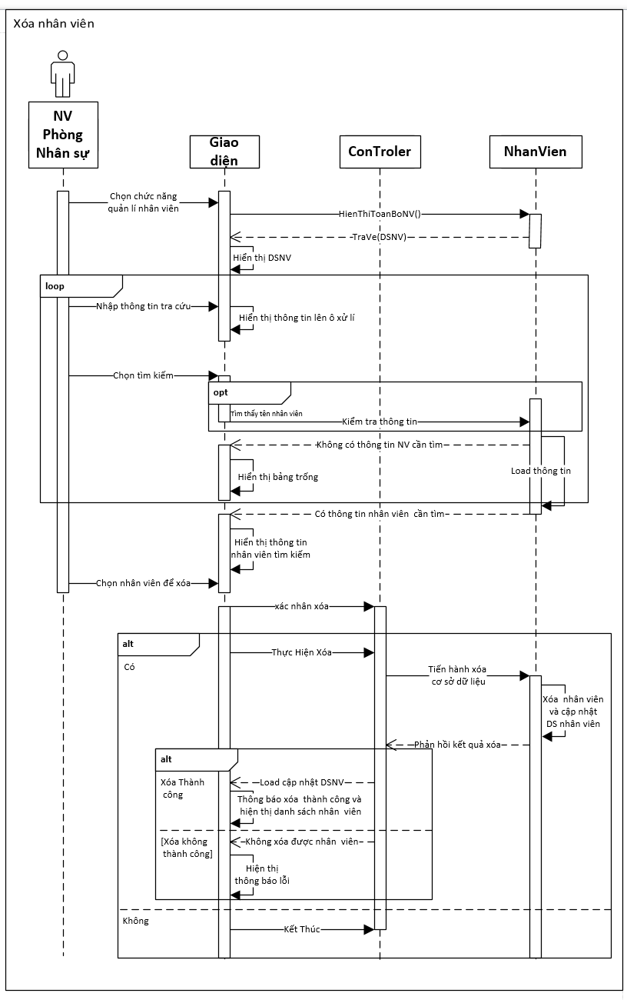 Xóa nhân viên
NV
Phòng
Nhân sự
Giao
diện
ConTroler
NhanVien
Chọn chức năng
quản lí nhân viên
HienThiToanBoNV()
TraVe(DSNV)
Hiển thị DSNV
loop
Nhập thông tin tra cứu
Hiển thị thông tin lên ô xử lí
Chọn tìm kiếm
opt
Tìm thấy tên nhân viên
Kiểm tra thông tin
Không có thông tin NV cần tìm
Hiển thị bảng trống
Load thông tin
Có thông tin nhân viên cần tìm
Hiển thị thông tin
nhân viên tìm kiếm
Chọn nhân viên để xóa
xác nhân xóa
alt
Có
Thực Hiện Xóa
Tiến hành xóa
cơ sở dữ liệu
Xóa nhân viên
và cập nhật
DS nhân viên
Phản hồi kết quả xóa
alt
Xóa Thành
công
Load cập nhật DSNV
Thông báo xóa thành công và
hiện thị danh sách nhân viên
[Xóa không
thành công]
Không xóa được nhân viên
Hiện thị
thông báo lỗi
Không
Kết Thúc